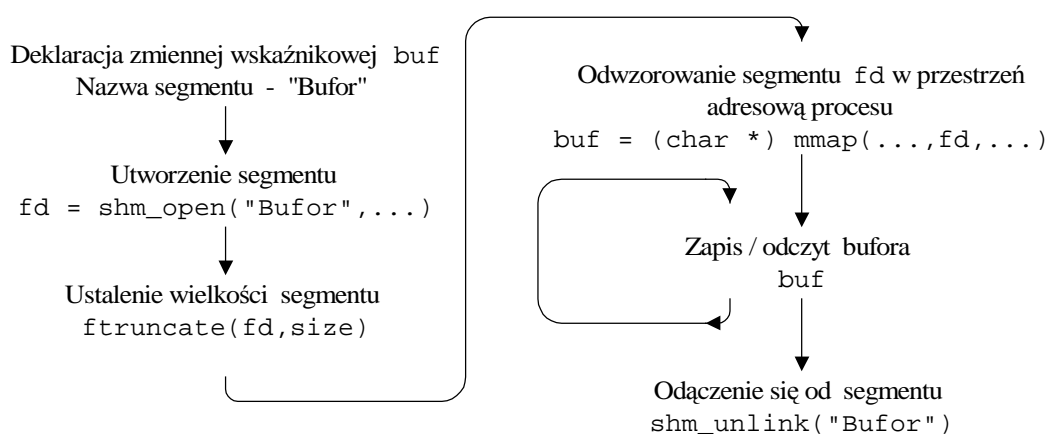 Deklaracja zmiennej wskaźnikowej buf
Nazwa segmentu - "Bufor"
Utworzenie segmentu
fd = shm_open("Bufor",...)
Ustalenie wielkości segmentu
ftruncate(fd,size)
Odwzorowanie segmentu fd w przestrzeń
adresową procesu
buf = (char *) mmap(...,fd,...)
Zapis / odczyt bufora
buf
Odączenie się od segmentu
shm_unlink("Bufor")